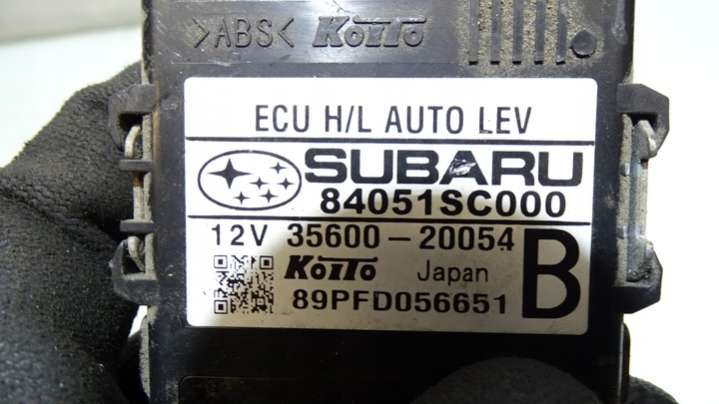 >ABS< KOITO
ECU H/L AUTO LEV
SUBARU
84051SC000
12V 35600-20054
KOITO Japan
89PFD056651
B